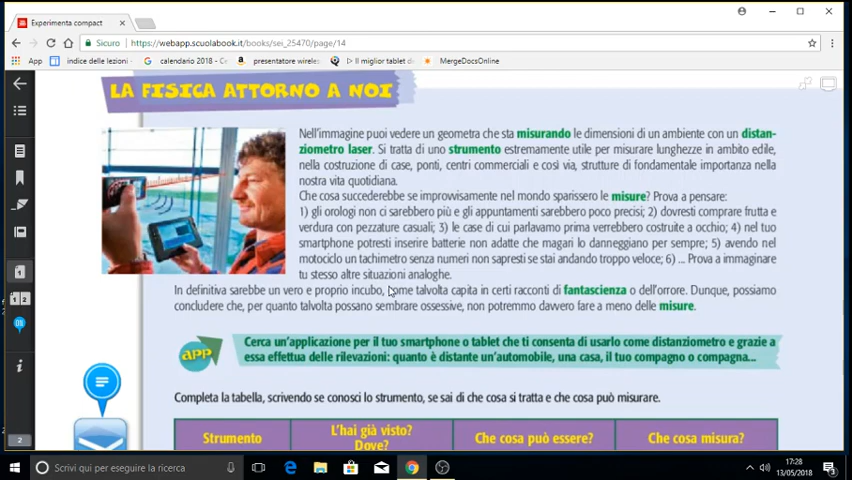 Experimenta compact
Sicuro | https://webapp.scuolabook.it/books/sei_25470/page/14
App indice delle lezioni - calendario 2018 - Ce presentatore wireles ▷ Il miglior tablet di MergeDocsOnline
LA FISICA ATTORNO A NOI
Nell'immagine puoi vedere un geometra che sta misurando le dimensioni di un ambiente con un distan-
ziometro laser. Si tratta di uno strumento estremamente utile per misurare lunghezze in ambito edile,
nella costruzione di case, ponti, centri commerciali e così via, strutture di fondamentale importanza nella
nostra vita quotidiana.
Che cosa succederebbe se improvvisamente nel mondo sparissero le misure? Prova a pensare:
1) gli orologi non ci sarebbero più e gli appuntamenti sarebbero poco precisi; 2) dovresti comprare frutta e
verdura con pezzature casuali; 3) le case di cui parlavamo prima verrebbero costruite a occhio; 4) nel tuo
smartphone potresti inserire batterie non adatte che magari lo danneggiano per sempre; 5) avendo nel
motociclo un tachimetro senza numeri non sapresti se stai andando troppo veloce; 6) ... Prova a immaginare
tu stesso altre situazioni analoghe.
In definitiva sarebbe un vero e proprio incubo, come talvolta capita in certi racconti di fantascienza o dell'orrore. Dunque, possiamo
concludere che, per quanto talvolta possano sembrare ossessive, non potremmo davvero fare a meno delle misure.
APP
Cerca un'applicazione per il tuo smartphone o tablet che ti consenta di usarlo come distanziometro e grazie a
essa effettua delle rilevazioni: quanto è distante un'automobile, una casa, il tuo compagno o compagna...
Completa la tabella, scrivendo se conosci lo strumento, se sai di che cosa si tratta e che cosa può misurare.
Strumento
L'hai già visto?
Dove?
Che cosa può essere?
Che cosa misura?
1
1 2
2
Scrivi qui per eseguire la ricerca
17:28
13/05/2018